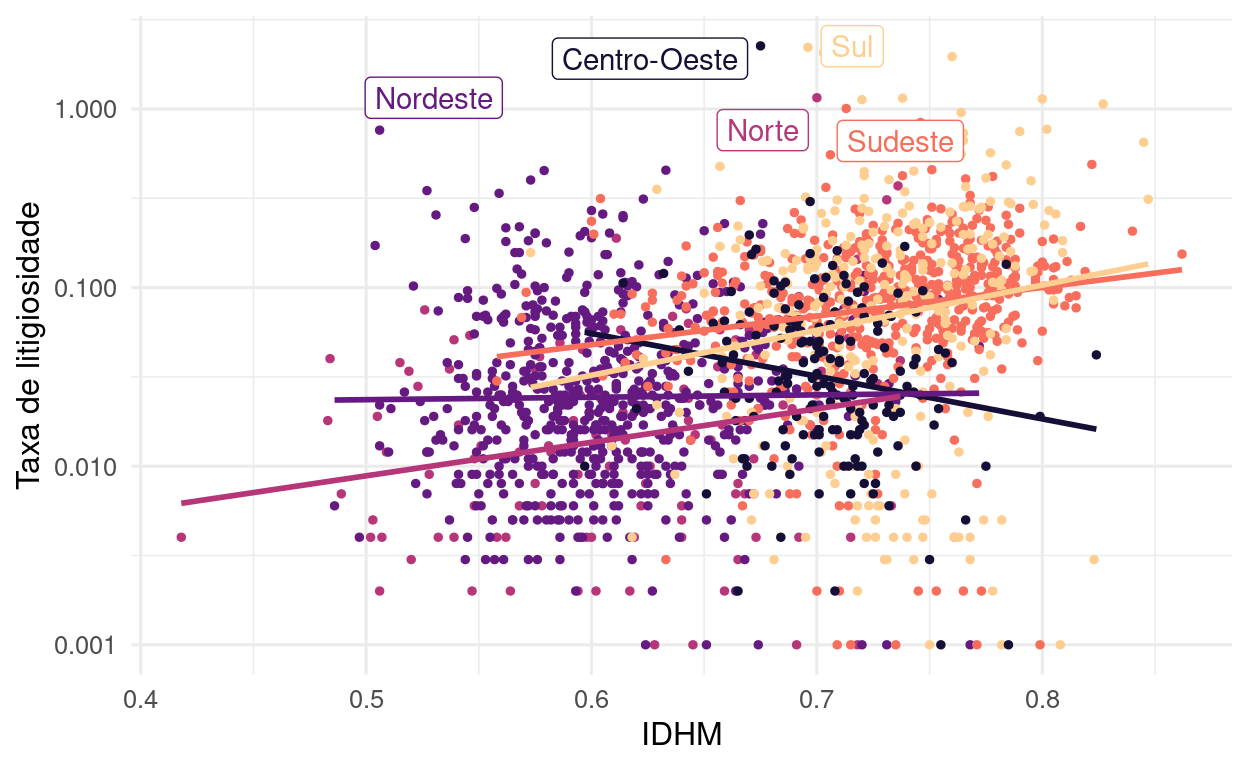 Sul
Centro-Oeste
Nordeste
Norte
Sudeste
Taxa de litigiosidade
1.000
0.100
0.010
0.001
0.4
0.5
0.6
0.7
0.8
IDHM